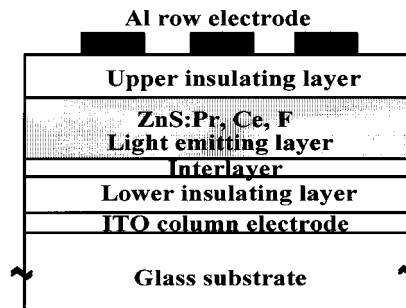 Al row electrode
Upper insulating layer
ZnS:Pr, Ce, F
Light emitting layer
Interlayer
Lower insulating layer
ITO column electrode
Glass substrate